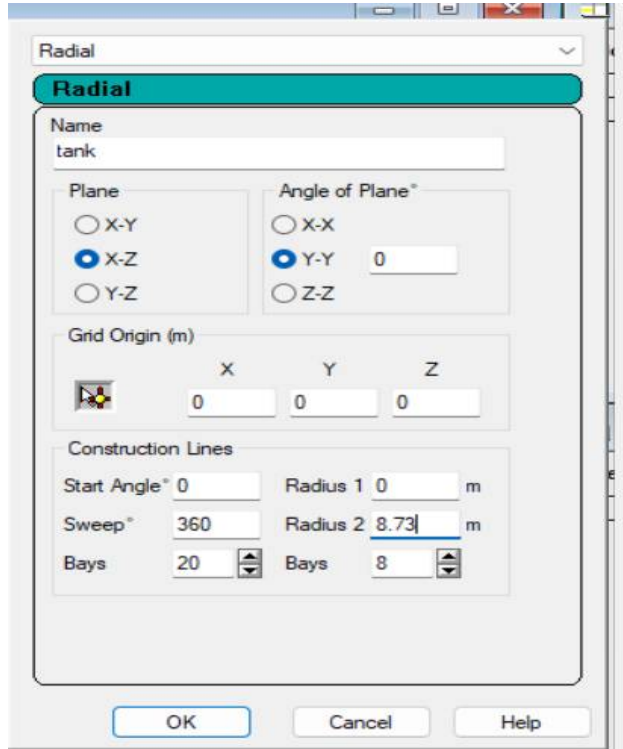 Radial
Radial
Name
tank
Plane
Angle of Plane°
X-Y
X-X
X-Z
Y-Y 0
Y-Z
Z-Z
Grid Origin (m)
X Y Z
0 0 0
Construction Lines
Start Angle° 0 Radius 1 0 m
Sweep° 360 Radius 2 8.73 m
Bays 20 Bays 8
OK Cancel Help